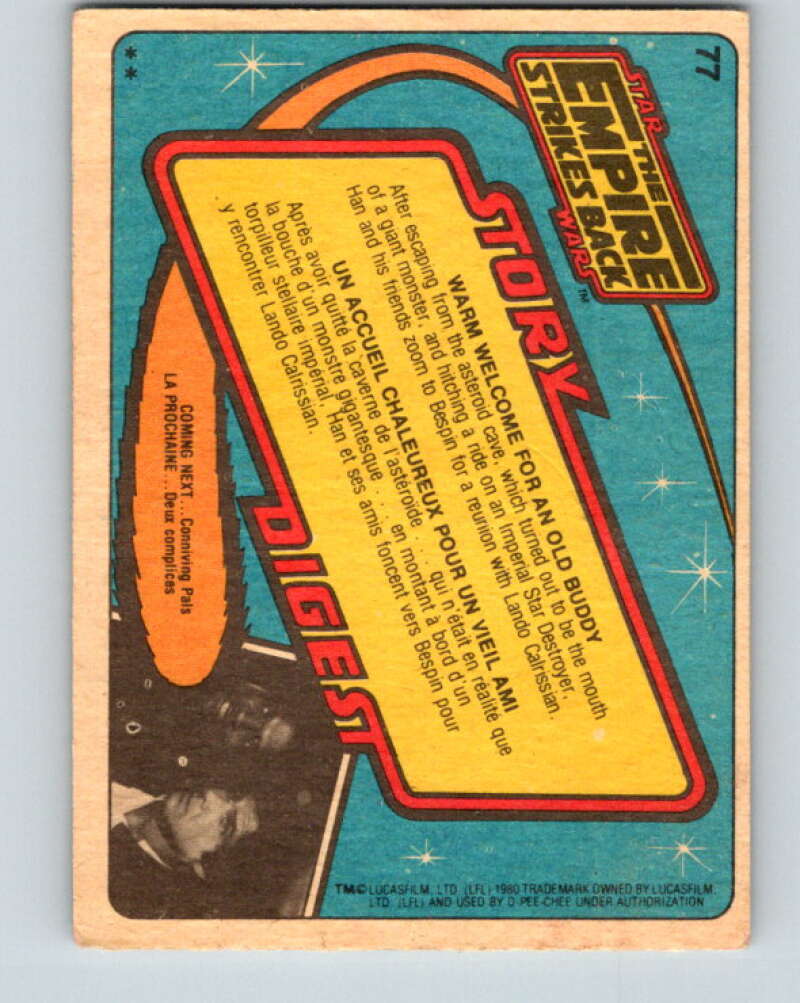 77
STAR
THE
EMPIRE
STRIKES BACK
WARS™
STORY
WARM WELCOME FOR AN OLD BUDDY
After escaping from the asteroid cave, which turned out to be the mouth
of a giant monster, and hitching a ride on an Imperial Star Destroyer,
Han and his friends zoom to Bespin for a reunion with Lando Calrissian.
UN ACCUEIL CHALEUREUX POUR UN VIEIL AMI
Après avoir quitté la caverne de l'astéroïde . . . qui n'était en réalité que
la bouche d'un monstre gigantesque . . . en montant à bord d'un
torpilleur stellaire impérial, Han et ses amis foncent vers Bespin pour
y rencontrer Lando Calrissian.
DIGEST
COMING NEXT...Conniving Pals
LA PROCHAINE ... Deux complices
TM© LUCASFILM, LTD. (LFL) 1980 TRADEMARK OWNED BY LUCASFILM,
LTD. (LFL) AND USED BY O-PEE-CHEE UNDER AUTHORIZATION
**